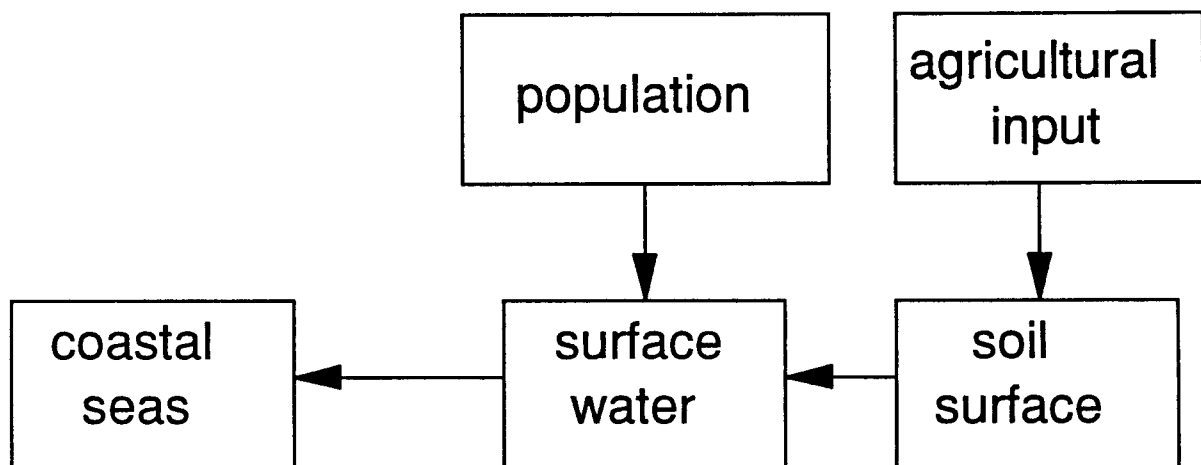 population
agricultural
input
coastal
seas
surface
water
soil
surface